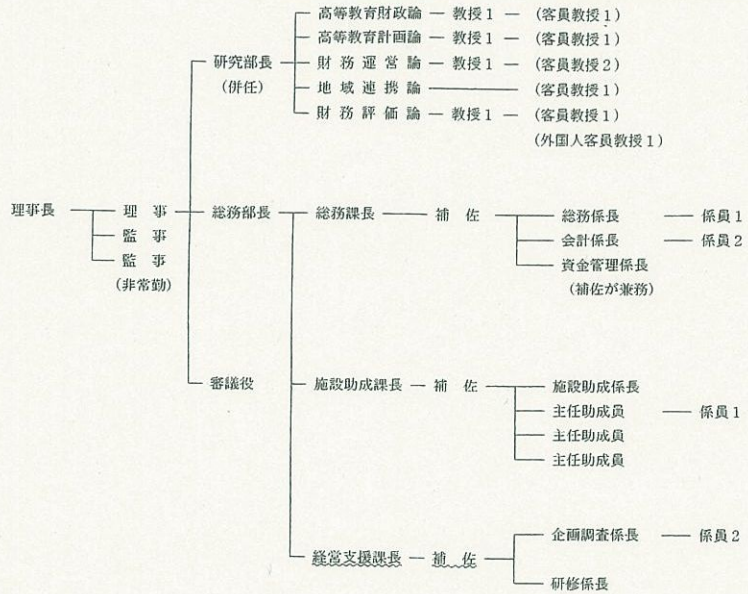 高等教育財政論 教授1 (客員教授1)
高等教育計画論 教授1 (客員教授1)
研究部長 財務運営論 教授1 (客員教授2)
(併任) 地域連携論 (客員教授1)
財務評価論 教授1 (客員教授1)
(外国人客員教授1)
理事長 理事 総務部長 総務課長 補佐 総務係長 係員1
監事 会計係長 係員2
監事 資金管理係長
(非常勤) (補佐が兼務)
審議役 施設助成課長 補佐 施設助成係長
主任助成員 係員1
主任助成員
主任助成員
企画調査係長 係員2
経営支援課長 補佐
研修係長